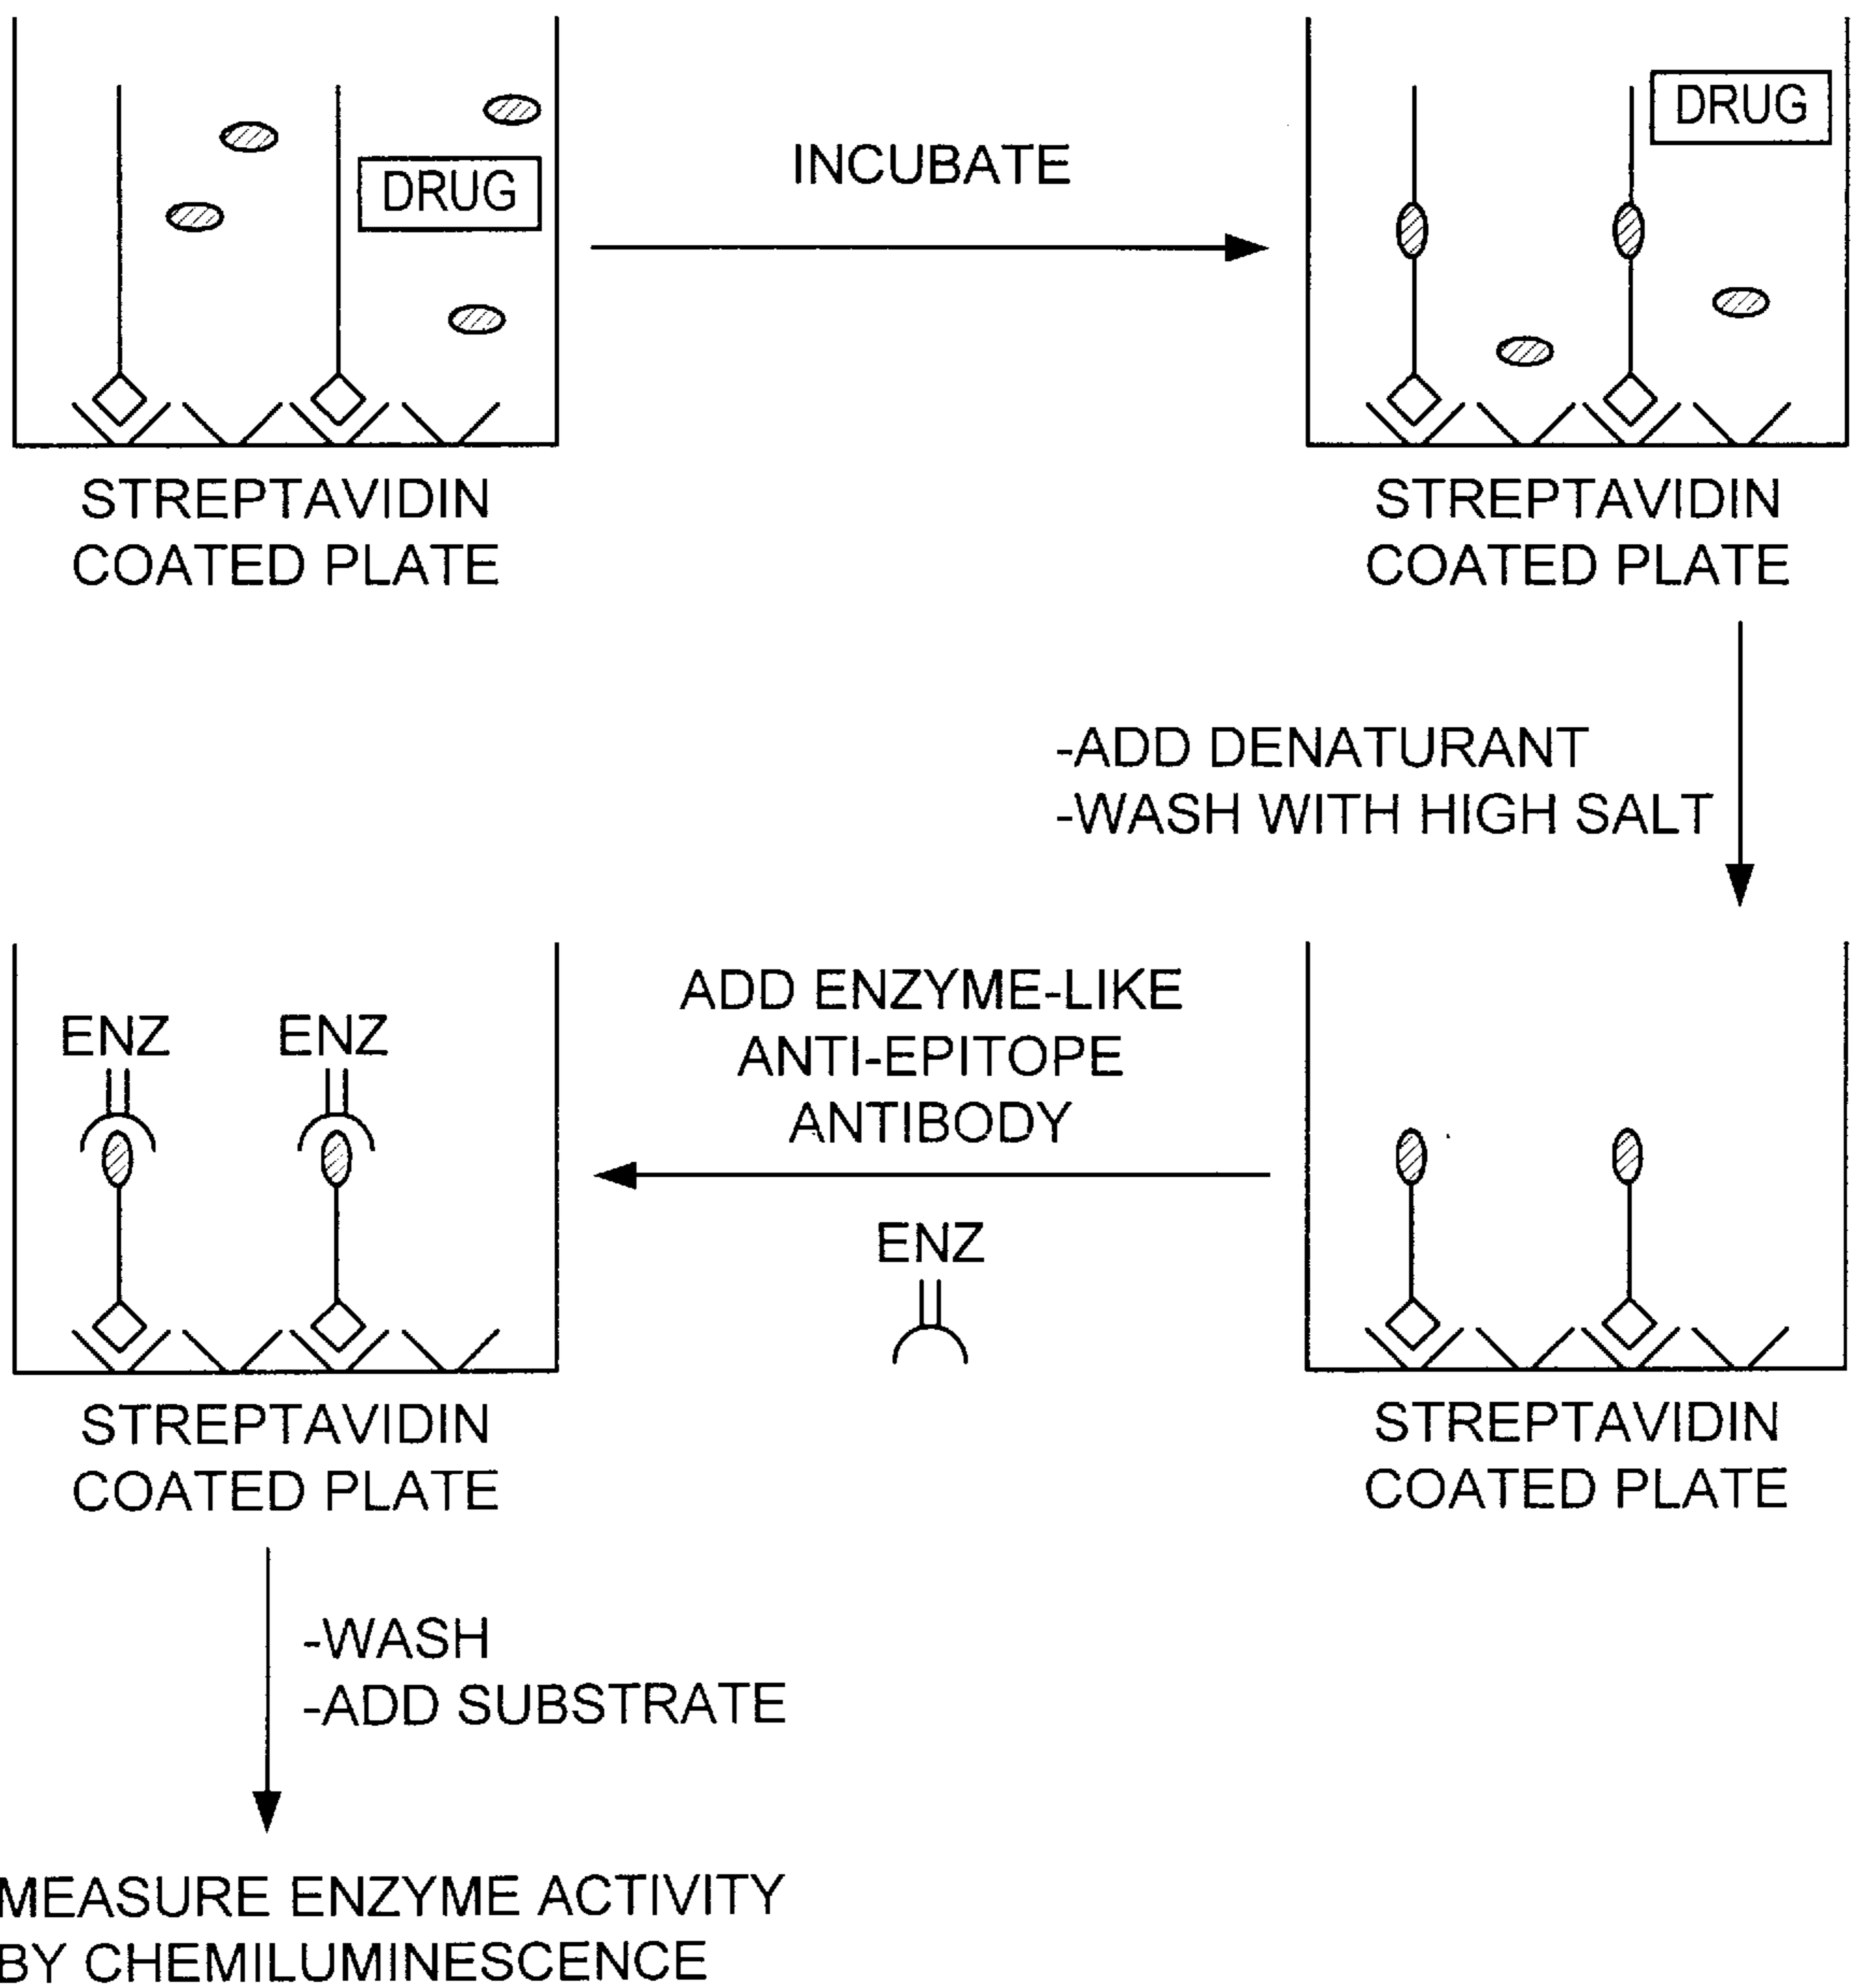 DRUG
INCUBATE
DRUG
STREPTAVIDIN
COATED PLATE
STREPTAVIDIN
COATED PLATE
-ADD DENATURANT
-WASH WITH HIGH SALT
ENZ ENZ
ADD ENZYME-LIKE
ANTI-EPITOPE
ANTIBODY
ENZ
STREPTAVIDIN
COATED PLATE
STREPTAVIDIN
COATED PLATE
-WASH
-ADD SUBSTRATE
MEASURE ENZYME ACTIVITY
BY CHEMILUMINESCENCE